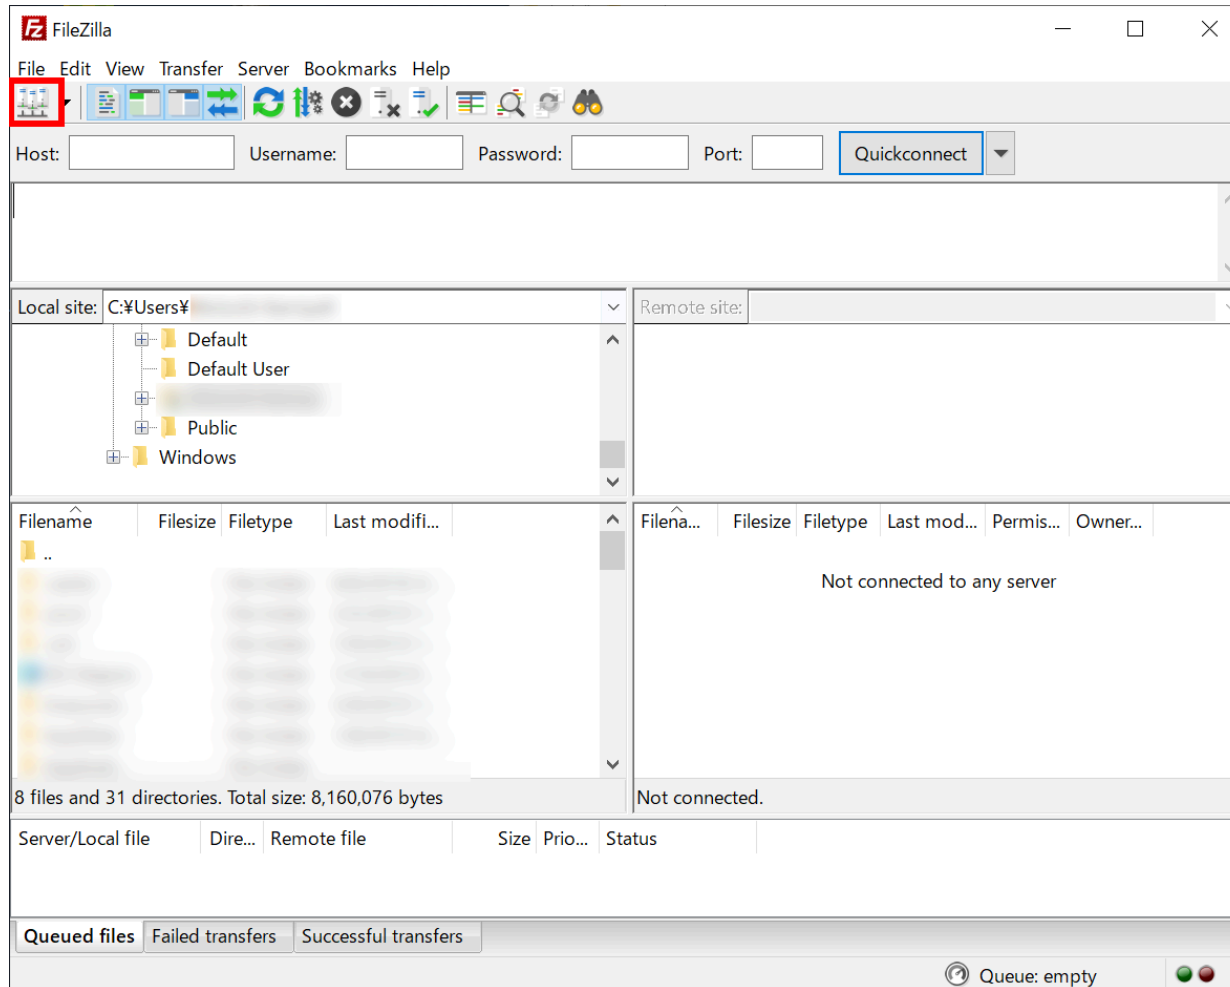 FileZilla
File Edit View Transfer Server Bookmarks Help
Host: Username: Password: Port: Quickconnect
Local site: C:¥Users¥ Remote site:
Default
Default User
Public
Windows
Filename Filesize Filetype Last modifi... Filena... Filesize Filetype Last mod... Permis... Owner...
..
Not connected to any server
8 files and 31 directories. Total size: 8,160,076 bytes Not connected.
Server/Local file Dire... Remote file Size Prio... Status
Queued files Failed transfers Successful transfers
Queue: empty